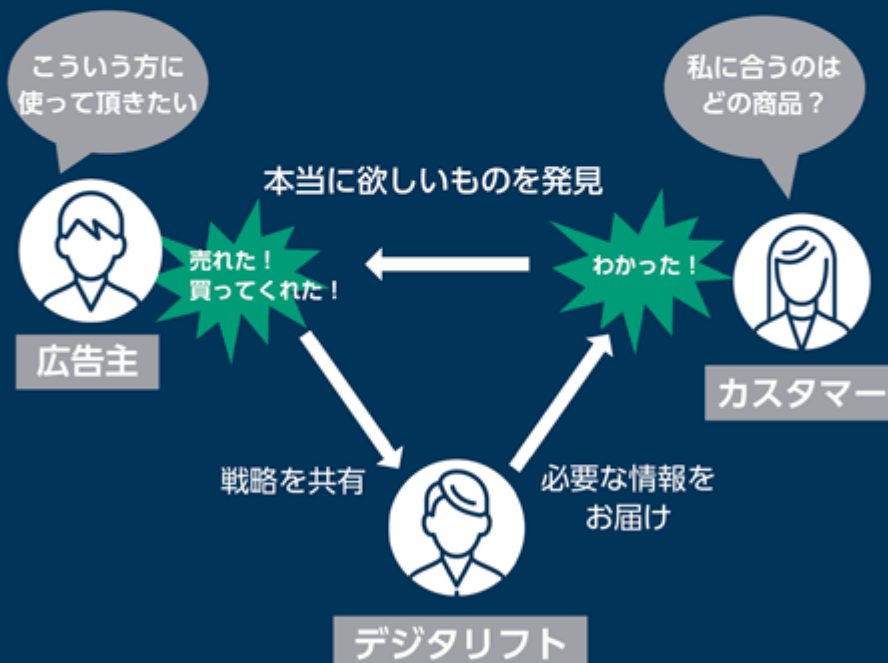 こういう方に
使って頂きたい
私に合うのは
どの商品？
本当に欲しいものを発見
売れた！
買ってくれた！
わかった！
広告主
カスタマー
戦略を共有
必要な情報を
お届け
デジタリフト